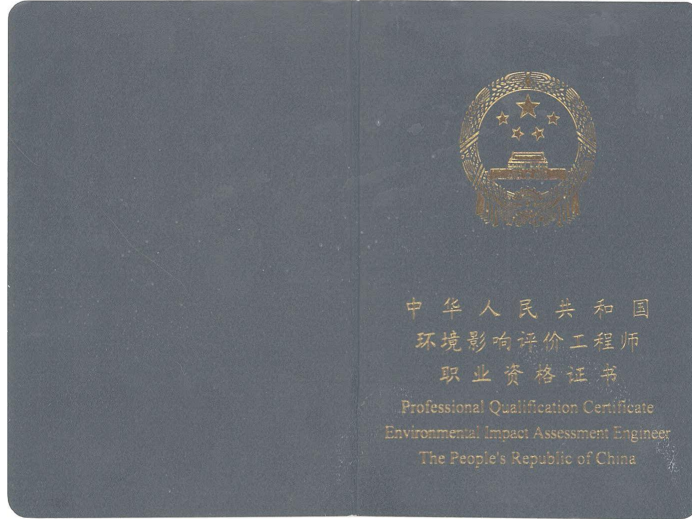 中华人民共和国
环境影响评价工程师
职业资格证书
Professional Qualification Certificate
Environmental Impact Assessment Engineer
The People's Republic of China